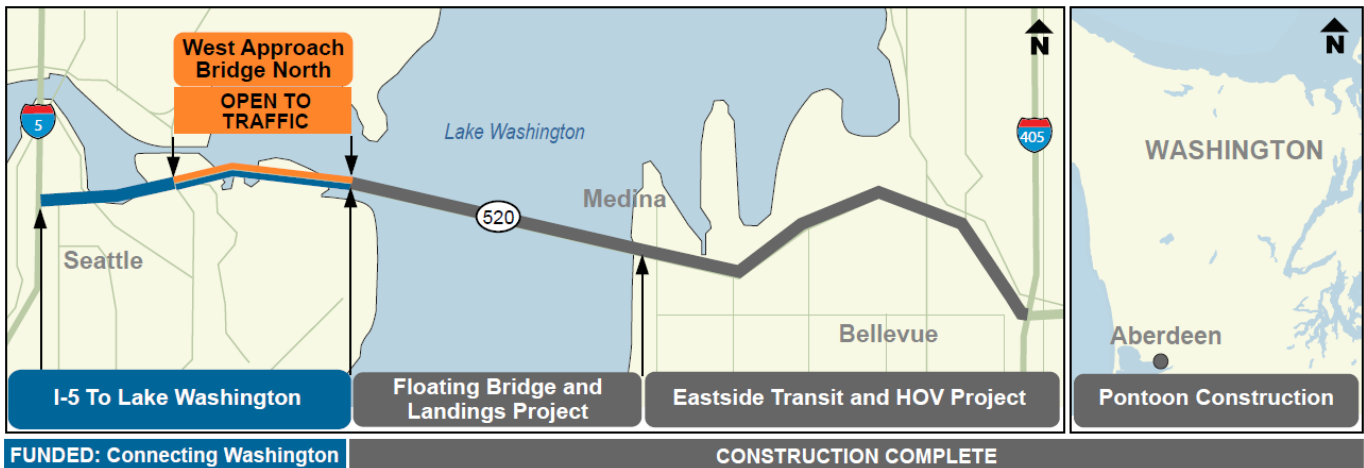 West Approach
Bridge North
OPEN TO
TRAFFIC
5
Lake Washington
405
N
520
Medina
Seattle
Bellevue
I-5 To Lake Washington
Floating Bridge and
Landings Project
Eastside Transit and HOV Project
N
WASHINGTON
Aberdeen
Pontoon Construction
FUNDED: Connecting Washington
CONSTRUCTION COMPLETE